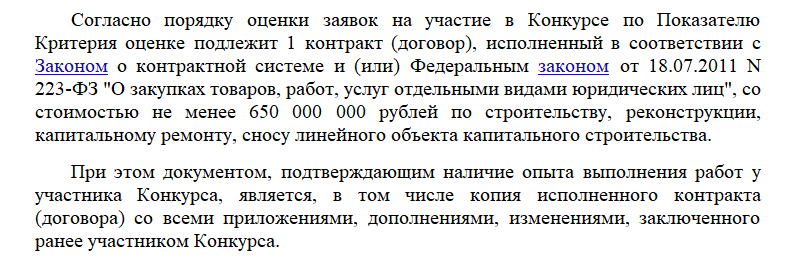 Согласно порядку оценки заявок на участие в Конкурсе по Показателю
Критерия оценке подлежит 1 контракт (договор), исполненный в соответствии с
Законом о контрактной системе и (или) Федеральным законом от 18.07.2011 N
223-ФЗ "О закупках товаров, работ, услуг отдельными видами юридических лиц", со
стоимостью не менее 650 000 000 рублей по строительству, реконструкции,
капитальному ремонту, сносу линейного объекта капитального строительства.
При этом документом, подтверждающим наличие опыта выполнения работ у
участника Конкурса, является, в том числе копия исполненного контракта
(договора) со всеми приложениями, дополнениями, изменениями, заключенного
ранее участником Конкурса.